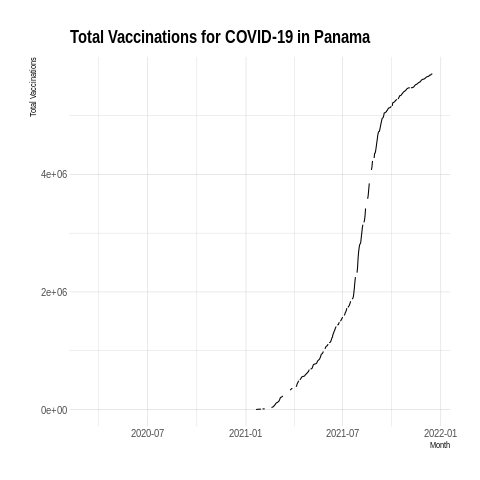 Total Vaccinations for COVID-19 in Panama
Total Vaccinations
4e+06
2e+06
0e+00
2020-07
2021-01
2021-07
2022-01
Month